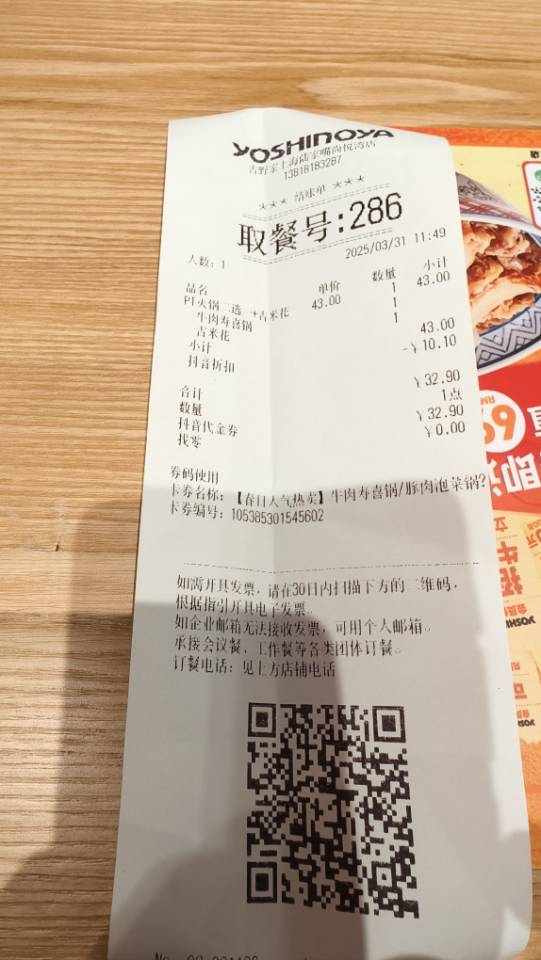 YOSHINOYA
吉野家上海陆家嘴尚悦湾店
13818183287
*** 结账单 ***
取餐号:286
人数: 1 2025/03/31 11:49
品名 单价 数量 小计
PT火锅二选一→吉米花 43.00 1 43.00
牛肉寿喜锅 1
吉米花 1
小计 43.00
抖音折扣 -￥10.10
合计 ￥32.90
数量 1点
抖音代金券 ￥32.90
找零 ￥0.00
券码使用
卡券名称: 【春日人气热卖】牛肉寿喜锅/豚肉泡菜锅?
卡券编号: 105385301545602
如需开具发票, 请在30日内扫描下方的二维码,
根据指引开具电子发票。
如企业邮箱无法接收发票, 可用个人邮箱。
承接会议餐、工作餐等各类团体订餐。
订餐电话: 见上方店铺电话